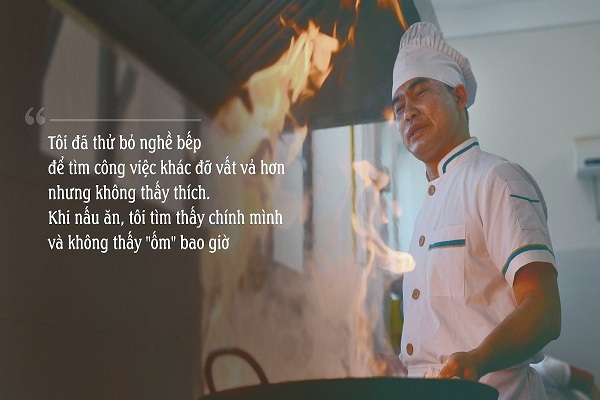 “
Tôi đã thử bỏ nghề bếp
để tìm công việc khác đỡ vất vả hơn
nhưng không thấy thích.
Khi nấu ăn, tôi tìm thấy chính mình
và không thấy "ốm" bao giờ